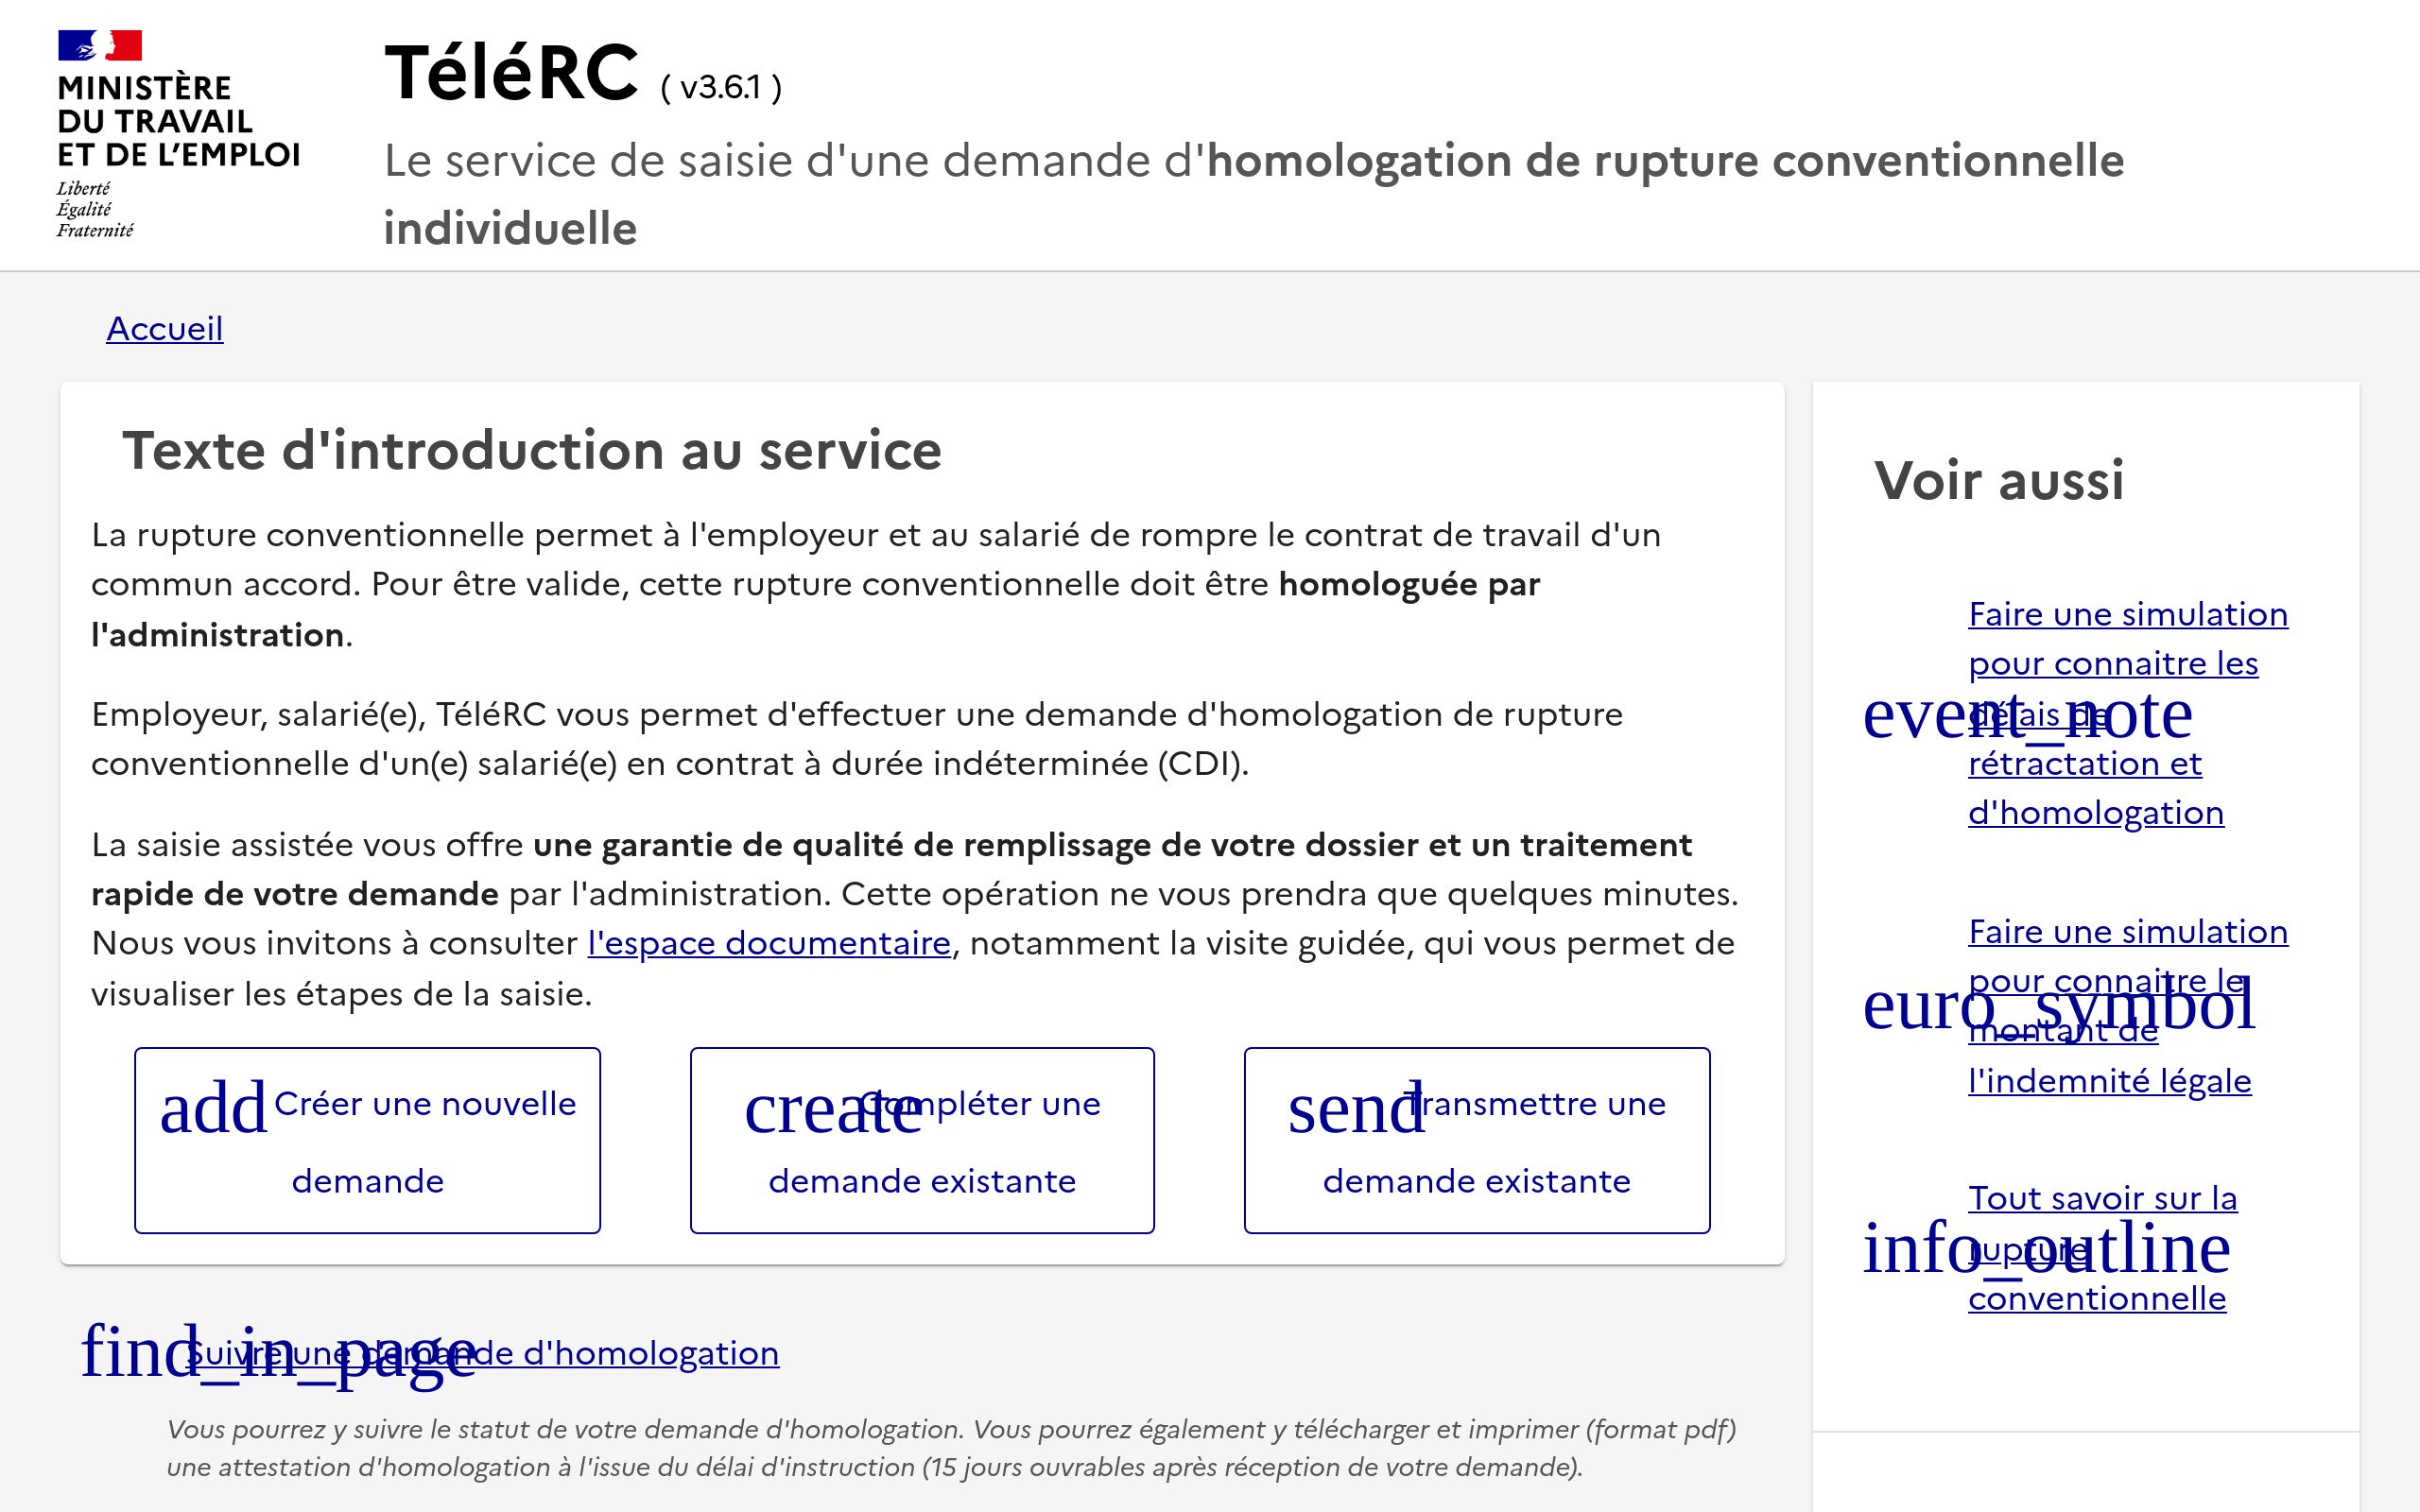 MINISTÈRE
DU TRAVAIL
ET DE L'EMPLOI
Liberté
Égalité
Fraternité
TéléRC ( v3.6.1 )
Le service de saisie d'une demande d'homologation de rupture conventionnelle
individuelle
Accueil
Texte d'introduction au service
La rupture conventionnelle permet à l'employeur et au salarié de rompre le contrat de travail d'un
commun accord. Pour être valide, cette rupture conventionnelle doit être homologuée par
l'administration.
Employeur, salarié(e), TéléRC vous permet d'effectuer une demande d'homologation de rupture
conventionnelle d'un(e) salarié(e) en contrat à durée indéterminée (CDI).
La saisie assistée vous offre une garantie de qualité de remplissage de votre dossier et un traitement
rapide de votre demande par l'administration. Cette opération ne vous prendra que quelques minutes.
Nous vous invitons à consulter l'espace documentaire, notamment la visite guidée, qui vous permet de
visualiser les étapes de la saisie.
add Créer une nouvelle
demande
create Compléter une
demande existante
send Transmettre une
demande existante
find_in_page Suivre une demande d'homologation
Vous pourrez y suivre le statut de votre demande d'homologation. Vous pourrez également y télécharger et imprimer (format pdf)
une attestation d'homologation à l'issue du délai d'instruction (15 jours ouvrables après réception de votre demande).
Voir aussi
Faire une simulation
pour connaitre les
event_note délais de
rétractation et
d'homologation
Faire une simulation
pour connaitre le
euro_symbol
montant de
l'indemnité légale
Tout savoir sur la
info_outline rupture
conventionnelle